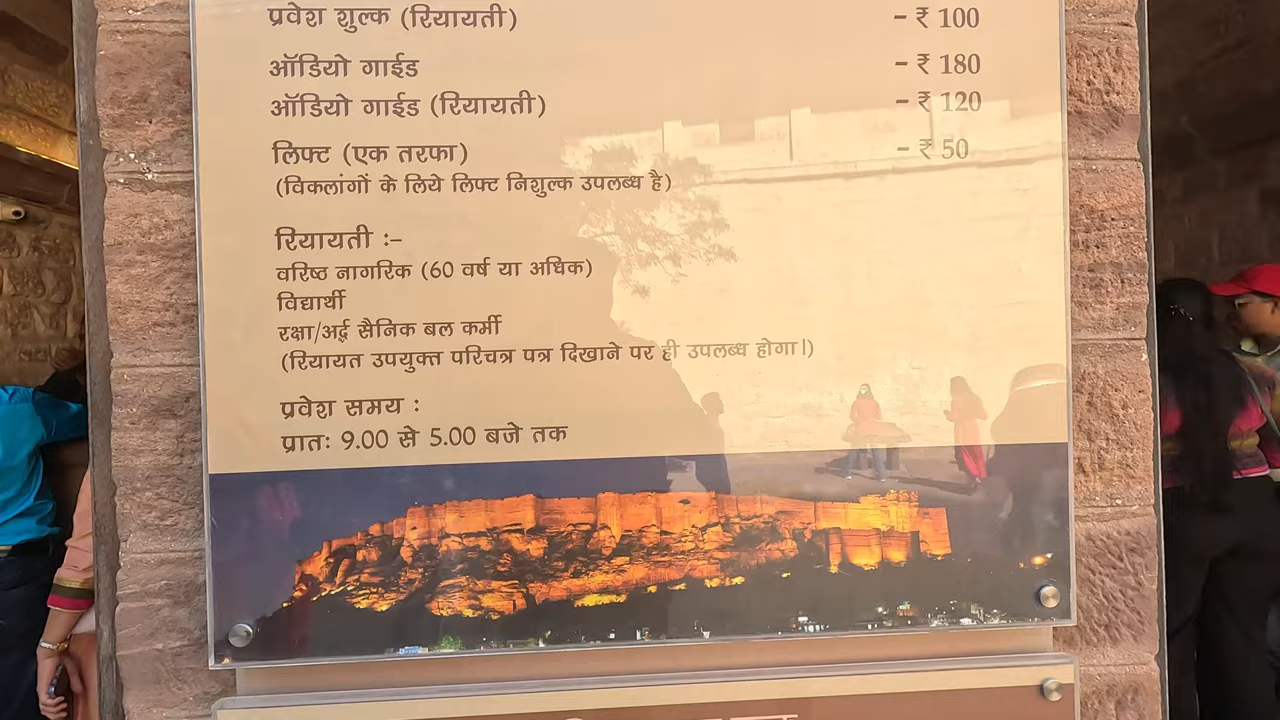 प्रवेश शुल्क (रियायती) - ₹ 100
ऑडियो गाईड - ₹ 180
ऑडियो गाईड (रियायती) - ₹ 120
लिफ्ट (एक तरफा) - ₹ 50
(विकलांगों के लिये लिफ्ट निशुल्क उपलब्ध है)
रियायती :-
वरिष्ठ नागरिक (60 वर्ष या अधिक)
विद्यार्थी
रक्षा/अर्द्ध सैनिक बल कर्मी
(रियायत उपयुक्त परिचत्र पत्र दिखाने पर ही उपलब्ध होगा।)
प्रवेश समय :
प्रातः 9.00 से 5.00 बजे तक